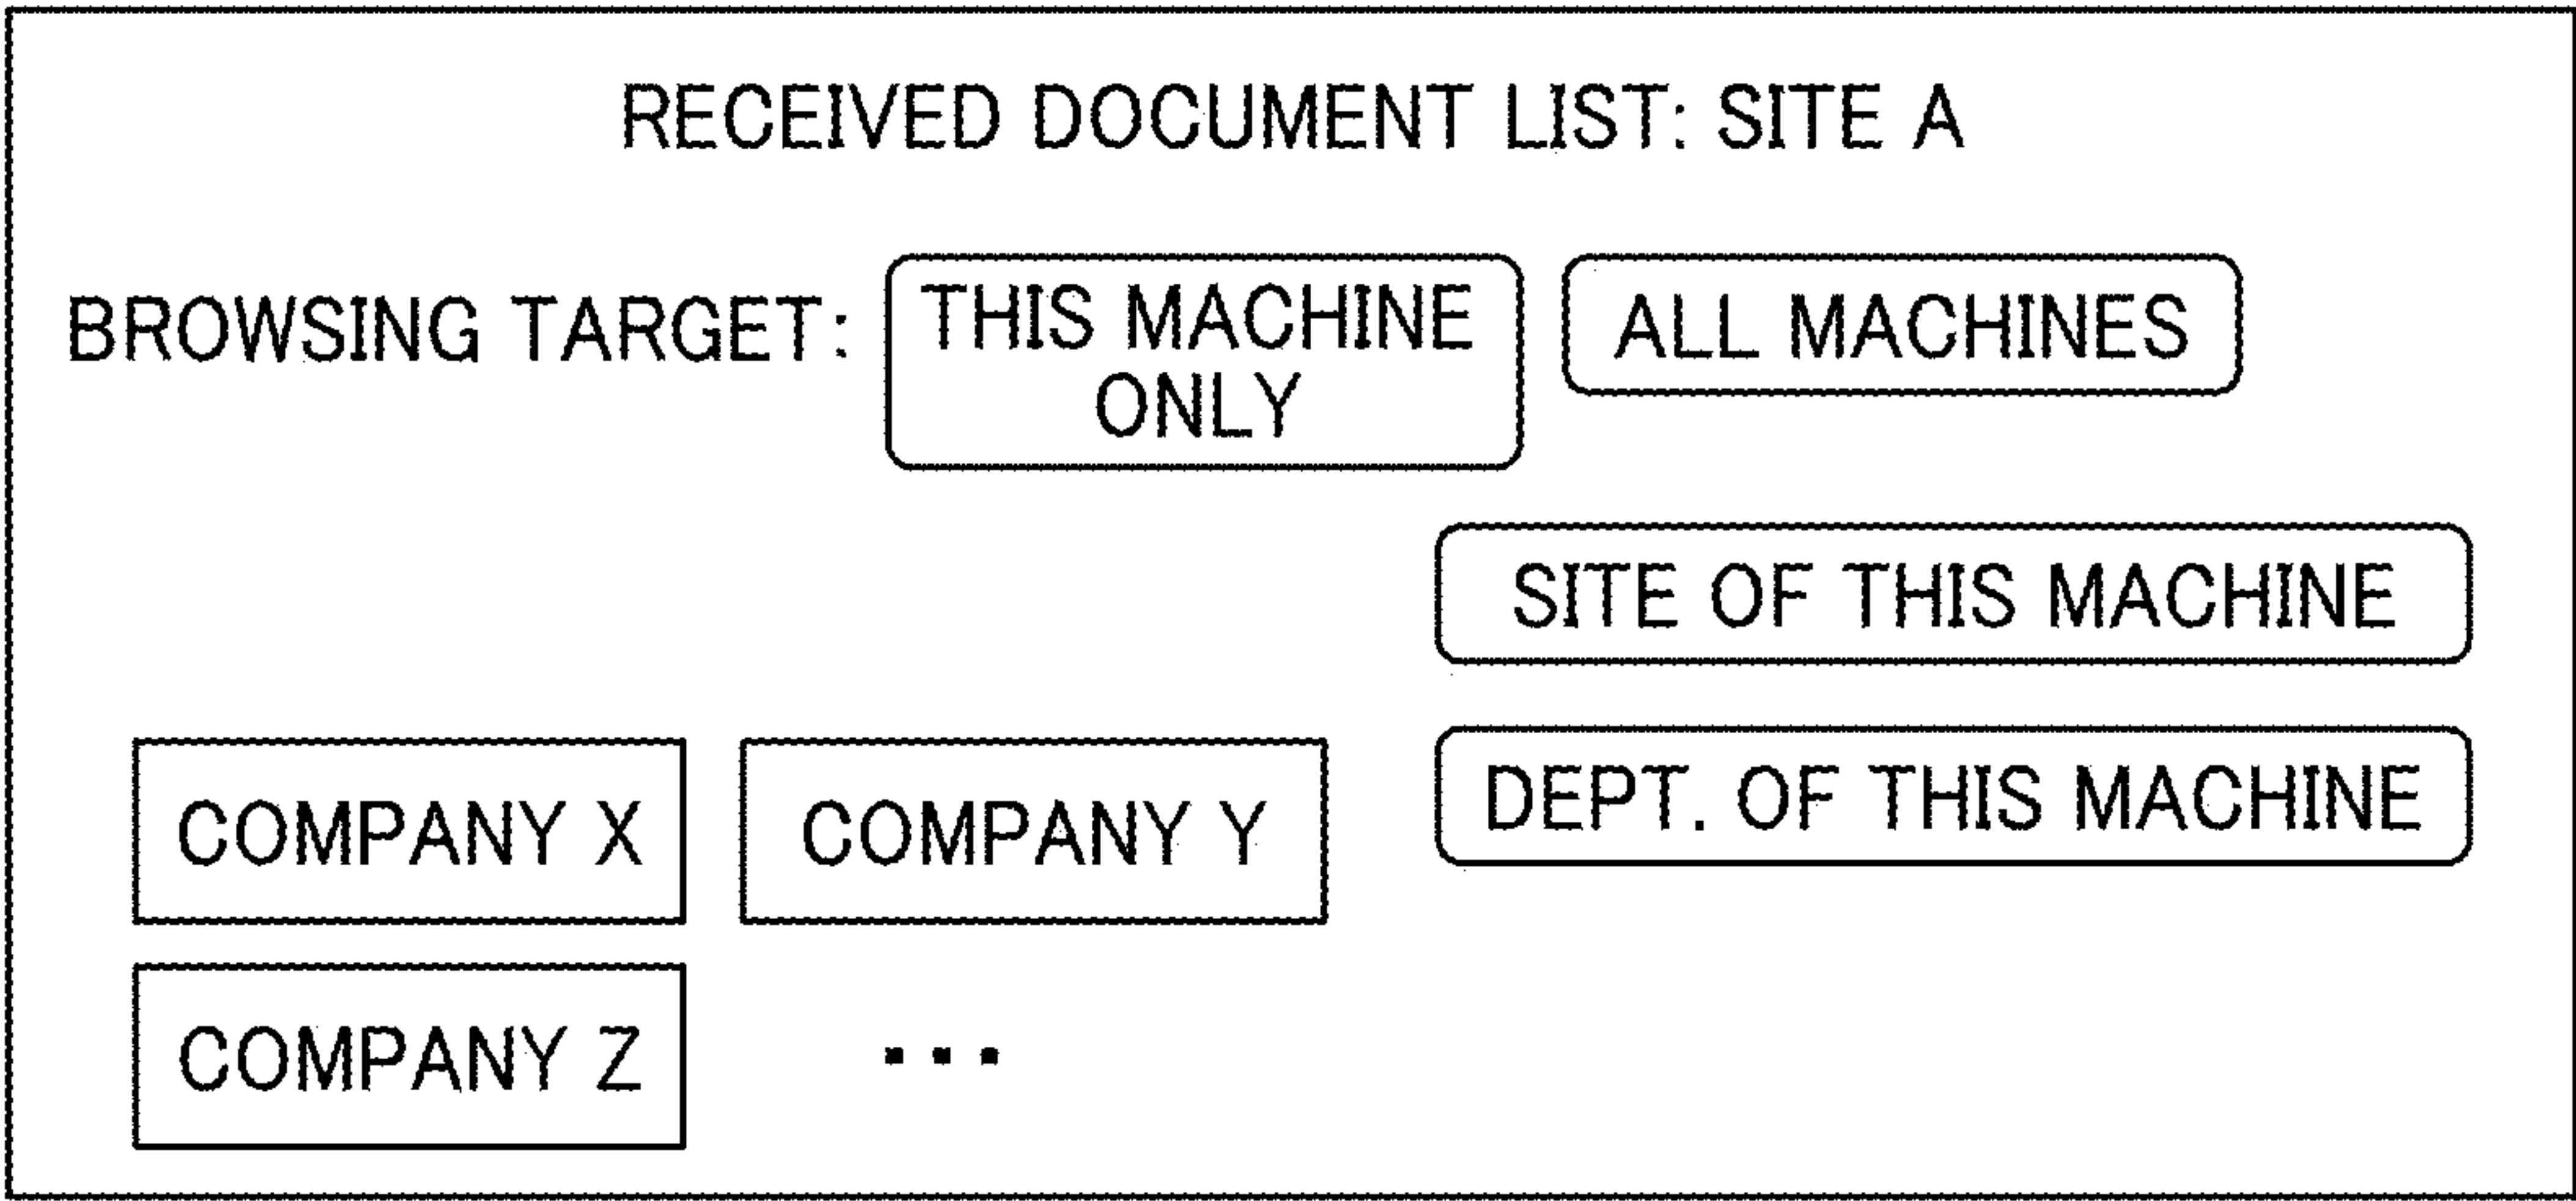 RECEIVED DOCUMENT LIST: SITE A
BROWSING TARGET:
THIS MACHINE
ONLY
ALL MACHINES
SITE OF THIS MACHINE
DEPT. OF THIS MACHINE
COMPANY X
COMPANY Y
COMPANY Z
...